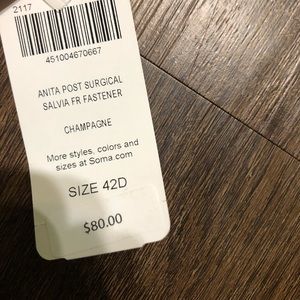 2117
451004670667
ANITA POST SURGICAL
SALVIA FR FASTENER
CHAMPAGNE
More styles, colors and
sizes at Soma.com
SIZE 42D
$80.00